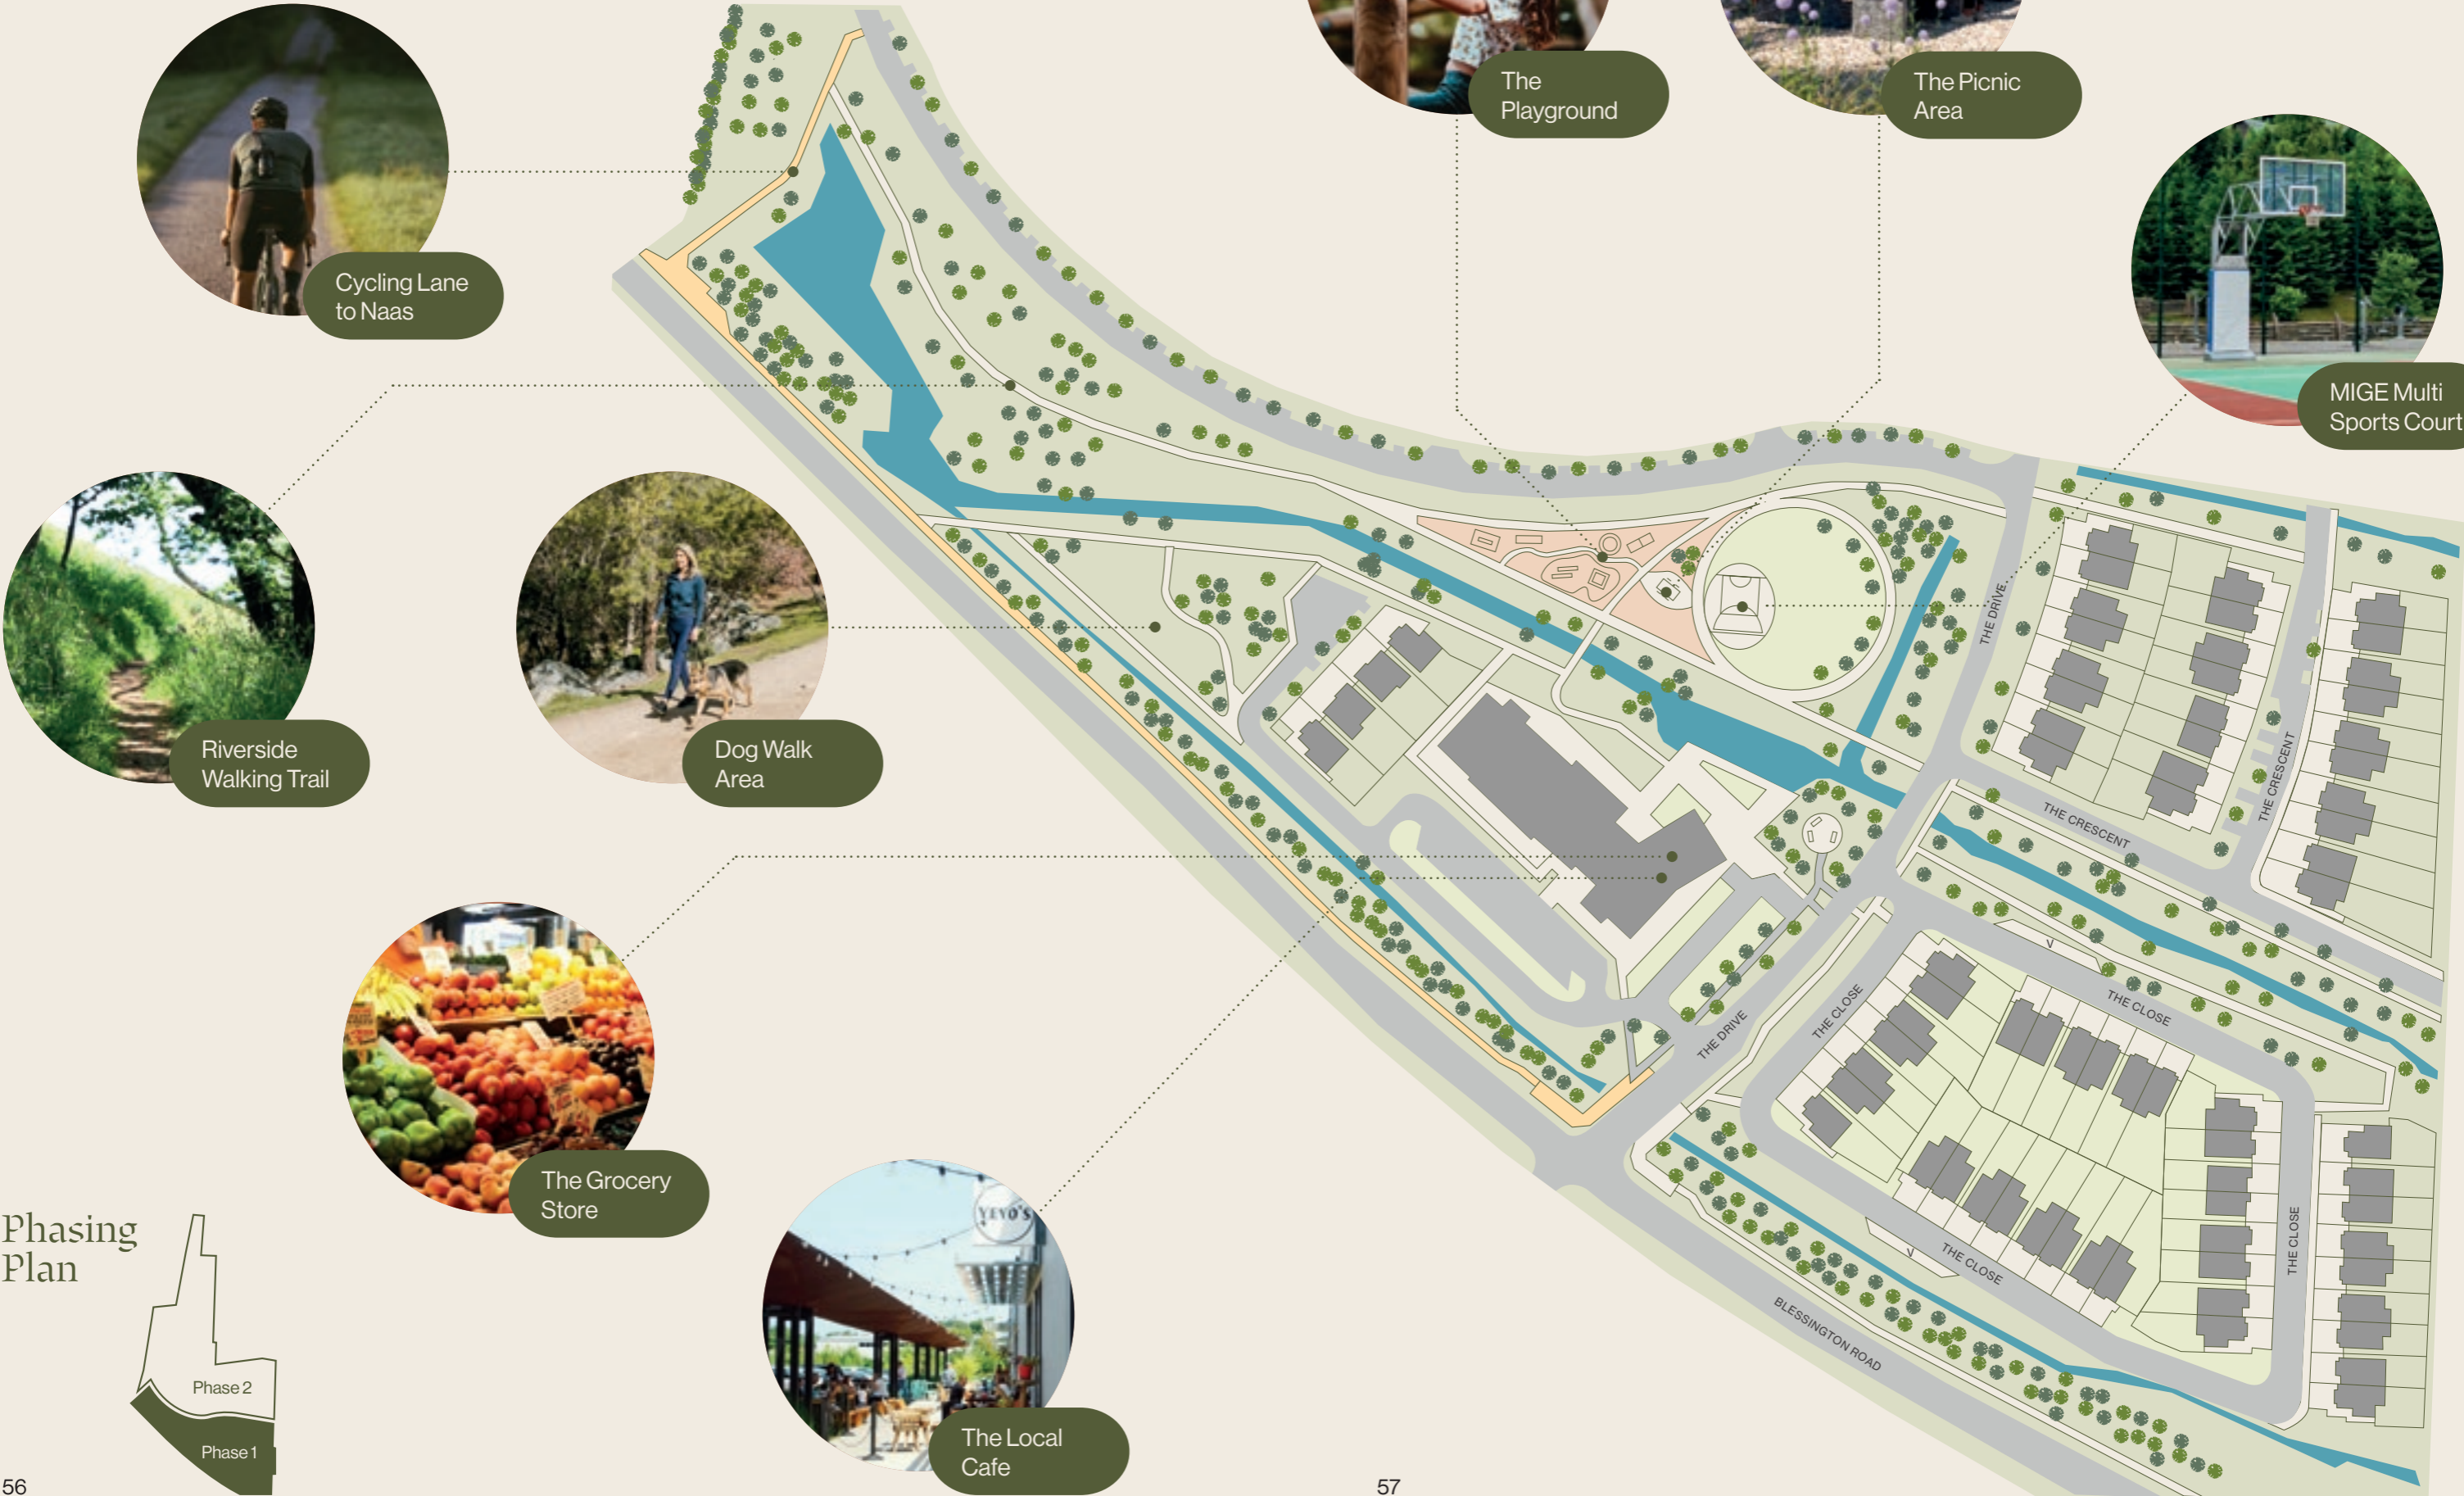 The
Playground
The Picnic
Area
Cycling Lane
to Naas
MIGE Multi
Sports Court
Riverside
Walking Trail
Dog Walk
Area
THE DRIVE
THE CRESCENT
THE CRESCENT
The Grocery
Store
V
THE CLOSE
THE CLOSE
THE DRIVE
YEYO'S
Phasing
Plan
Phase 2
Phase 1
V
THE CLOSE
THE CLOSE
BLESSINGTON ROAD
The Local
Cafe
56
57